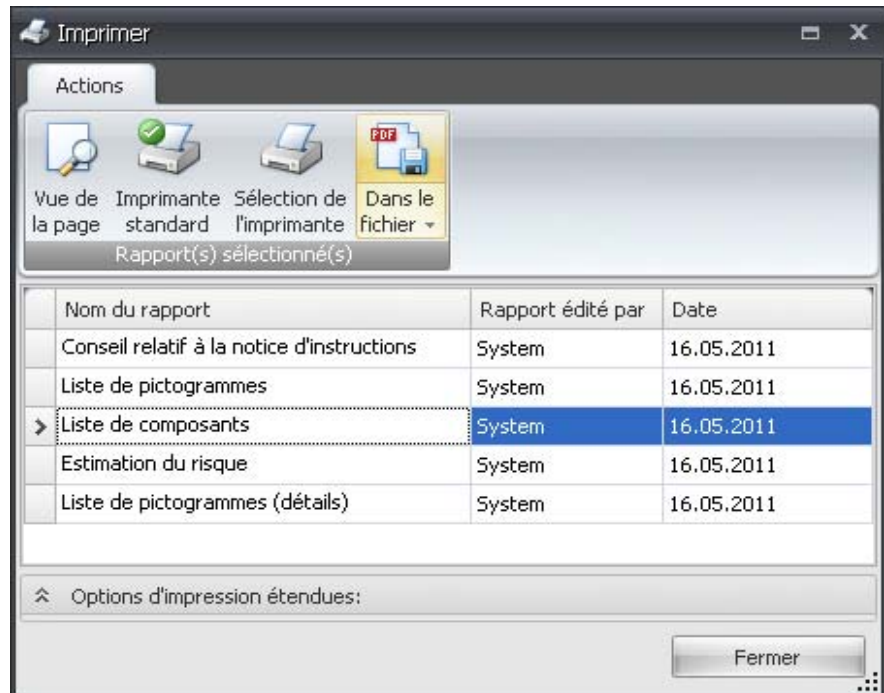 Imprimer
Actions
PDF
Vue de la page
Imprimante standard
Sélection de l'imprimante
Dans le fichier
Rapport(s) sélectionné(s)
Nom du rapport Rapport édité par Date
Conseil relatif à la notice d'instructions System 16.05.2011
Liste de pictogrammes System 16.05.2011
Liste de composants System 16.05.2011
Estimation du risque System 16.05.2011
Liste de pictogrammes (détails) System 16.05.2011
Options d'impression étendues:
Fermer